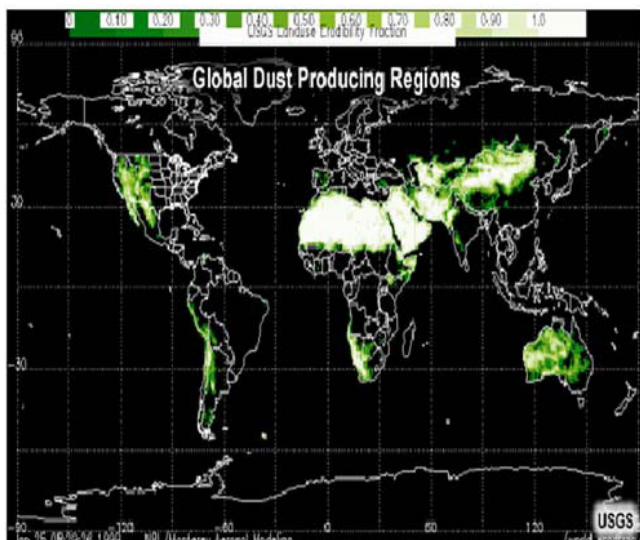 0 0.10 0.20 0.30 0.40 0.50 0.60 0.70 0.80 0.90 1.0
USGS Landuse Erodibility Fraction
Global Dust Producing Regions
-30
USGS
-90 -120 -60 0 60 120
NRL/Monterey Aerosol Modeling